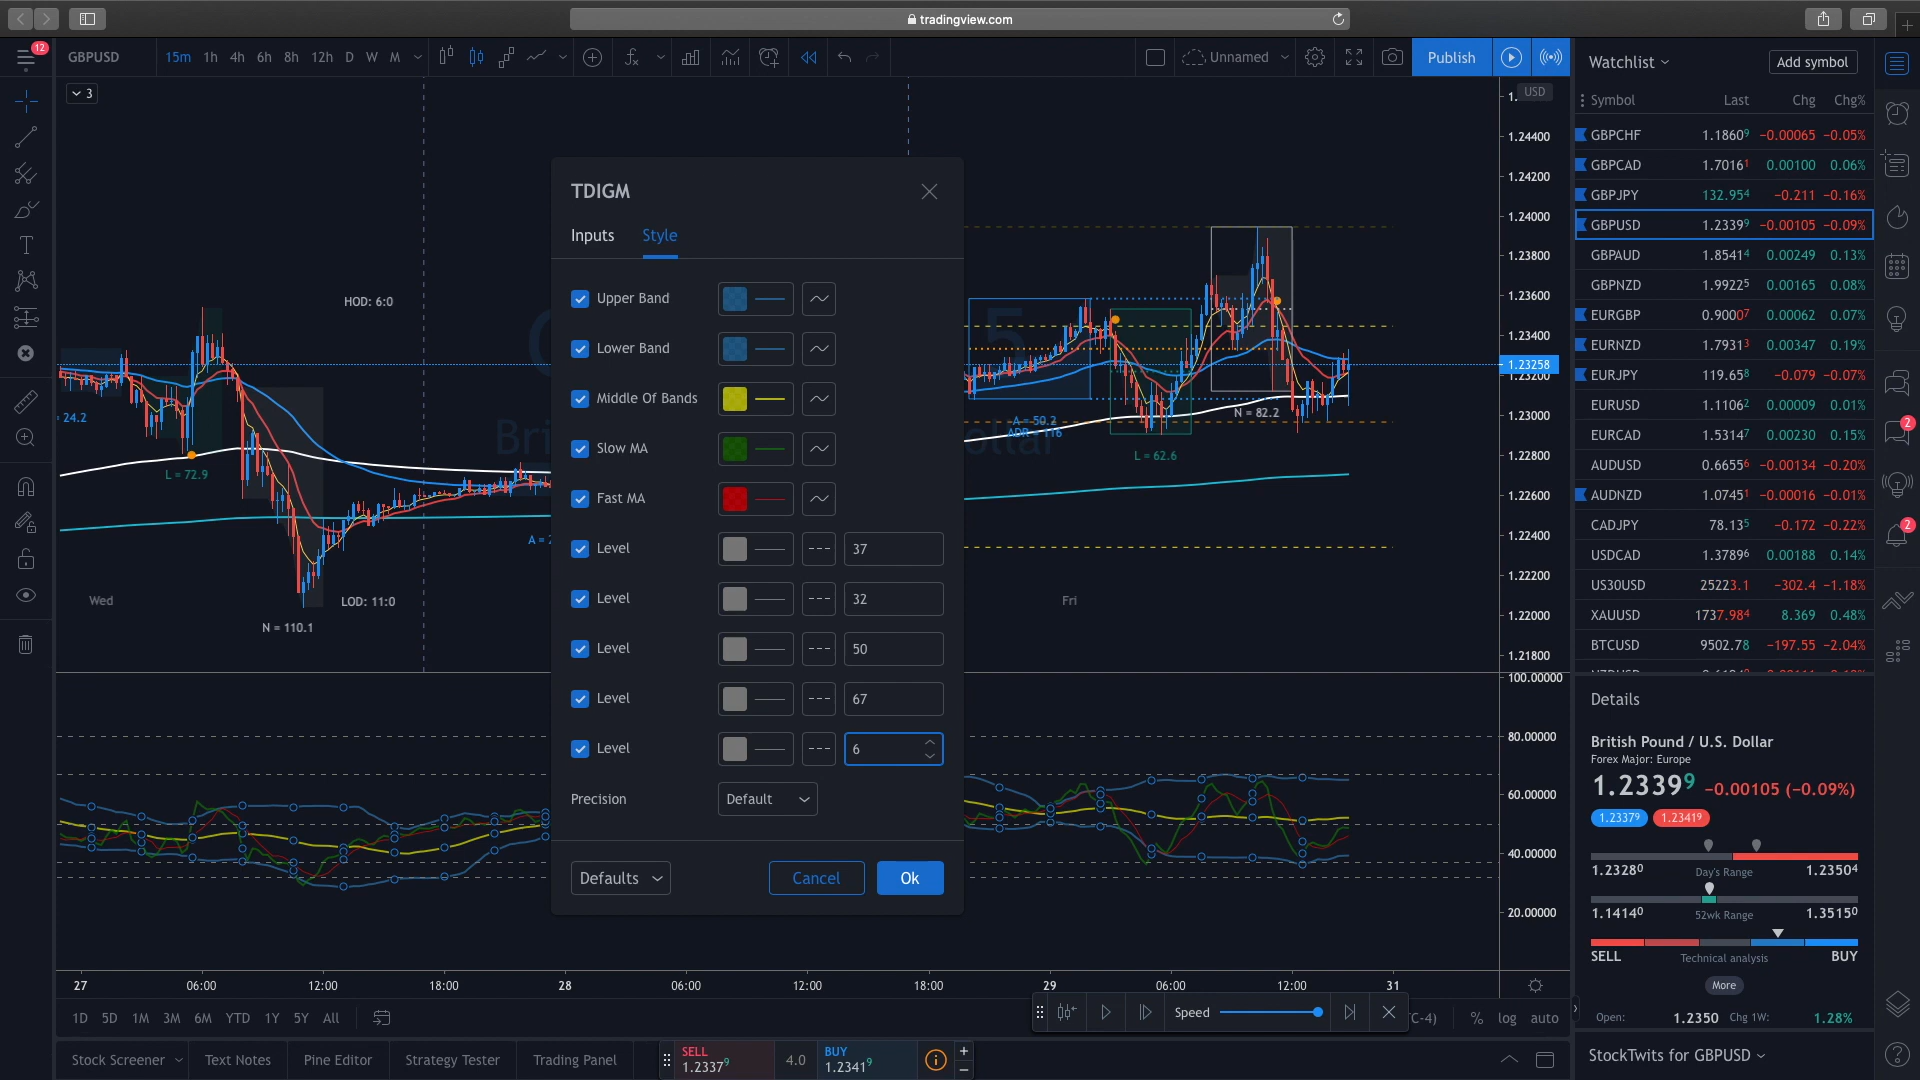 tradingview.com
12
GBPUSD
15m 1h 4h 6h 8h 12h D W M
Unnamed
Publish
Watchlist
Add symbol
3
USD
Symbol Last Chg Chg%
GBPCHF 1.18609 −0.00065 −0.05%
GBPCAD 1.70161 0.00100 0.06%
GBPJPY 132.954 −0.211 −0.16%
GBPUSD 1.23399 −0.00105 −0.09%
GBPAUD 1.85414 0.00249 0.13%
GBPNZD 1.99225 0.00165 0.08%
EURGBP 0.90007 0.00062 0.07%
EURNZD 1.79313 0.00347 0.19%
EURJPY 119.658 −0.079 −0.07%
EURUSD 1.11062 0.00009 0.01%
EURCAD 1.53147 0.00230 0.15%
AUDUSD 0.66556 −0.00134 −0.20%
AUDNZD 1.07451 −0.00016 −0.01%
CADJPY 78.135 −0.172 −0.22%
USDCAD 1.37896 0.00188 0.14%
US30USD 25223.1 −302.4 −1.18%
XAUUSD 1737.984 8.369 0.48%
BTCUSD 9502.78 −197.55 −2.04%
2
2
1.24400
1.24200
1.24000
1.23800
1.23600
1.23400
1.23258
1.23200
1.23000
1.22800
1.22600
1.22400
1.22200
1.22000
1.21800
100.00000
80.00000
60.00000
40.00000
20.00000
HOD: 6:0
24.2
L = 72.9
LOD: 11:0
N = 110.1
Wed
A = 50.2
ADR = 116
L = 62.6
N = 82.2
Fri
TDIGM
Inputs Style
Upper Band
Lower Band
Middle Of Bands
Slow MA
Fast MA
Level 37
Level 32
Level 50
Level 67
Level 6
Precision Default
Defaults Cancel Ok
Details
British Pound / U.S. Dollar
Forex Major: Europe
1.23399 −0.00105 (−0.09%)
1.23379 1.23419
1.23280 Day's Range 1.23504
1.14140 52wk Range 1.35150
SELL Technical analysis BUY
More
Open: 1.2350 Chg 1W: 1.28%
StockTwits for GBPUSD
27 06:00 12:00 18:00 28 06:00 12:00 18:00 29 06:00 12:00 31
1D 5D 1M 3M 6M YTD 1Y 5Y All
Speed
% log auto
Stock Screener Text Notes Pine Editor Strategy Tester Trading Panel
SELL
1.23379
4.0
BUY
1.23419